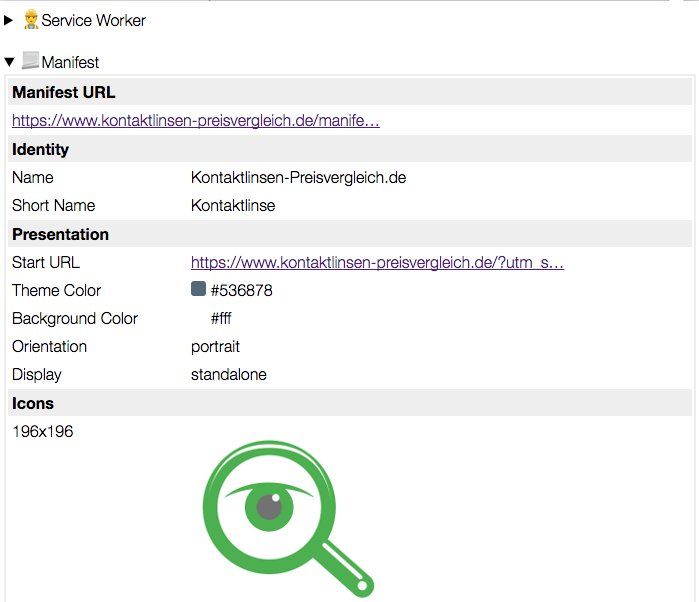 Service Worker
Manifest
Manifest URL
https://www.kontaktlinsen-preisvergleich.de/manife…
Identity
Name Kontaktlinsen-Preisvergleich.de
Short Name Kontaktlinse
Presentation
Start URL https://www.kontaktlinsen-preisvergleich.de/?utm_s…
Theme Color #536878
Background Color #fff
Orientation portrait
Display standalone
Icons
196x196